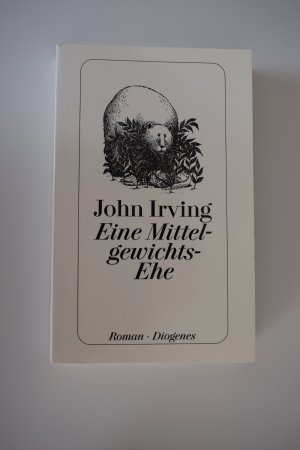 John Irving
Eine Mittel-
gewichts-
Ehe
Roman · Diogenes